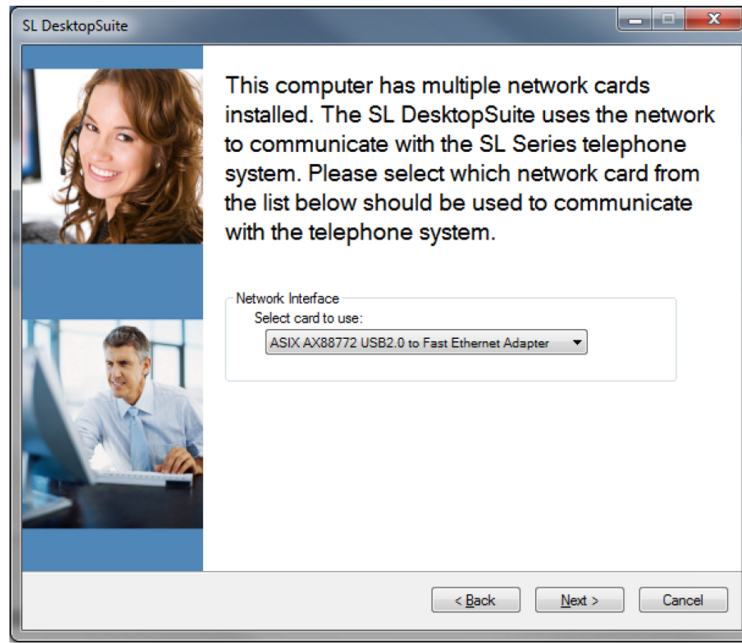 SL DesktopSuite
This computer has multiple network cards
installed. The SL DesktopSuite uses the network
to communicate with the SL Series telephone
system. Please select which network card from
the list below should be used to communicate
with the telephone system.
Network Interface
Select card to use:
ASIX AX88772 USB2.0 to Fast Ethernet Adapter
< Back Next > Cancel